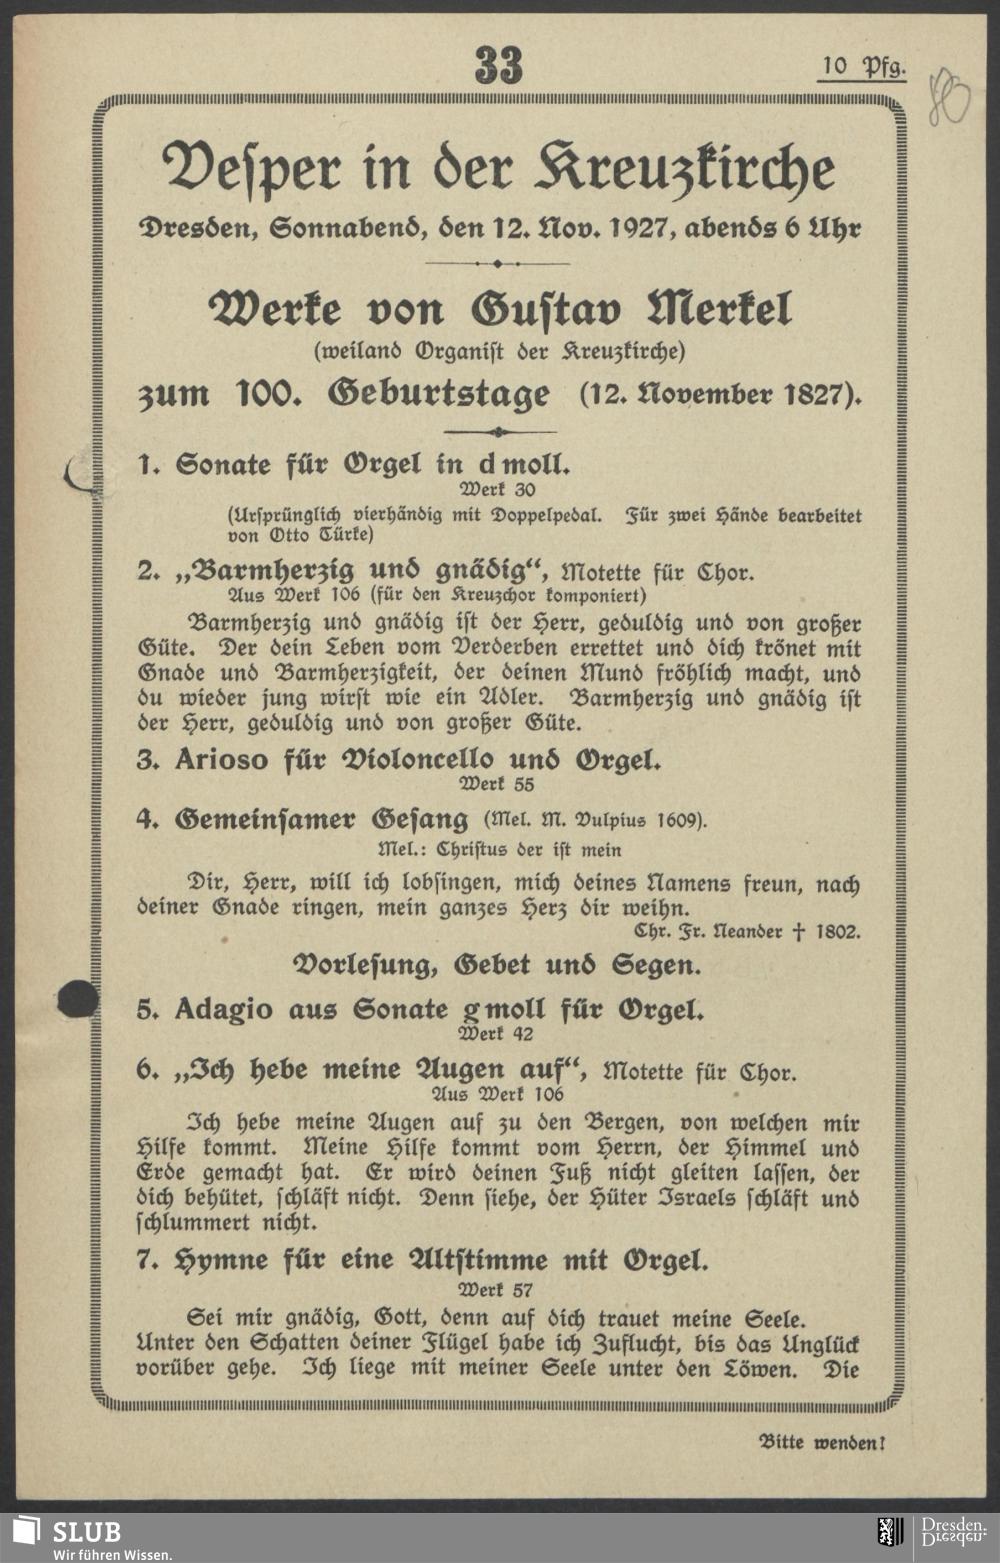 33
10 Pfg.
80
Vesper in der Kreuzkirche
Dresden, Sonnabend, den 12. Nov. 1927, abends 6 Uhr
Werke von Gustav Merkel
(weiland Organist der Kreuzkirche)
zum 100. Geburtstage (12. November 1827).
1. Sonate für Orgel in d moll.
Werk 30
(Ursprünglich vierhändig mit Doppelpedal. Für zwei Hände bearbeitet
von Otto Türke)
2. „Barmherzig und gnädig“, Motette für Chor.
Aus Werk 106 (für den Kreuzchor komponiert)
Barmherzig und gnädig ist der Herr, geduldig und von großer
Güte. Der dein Leben vom Verderben errettet und dich krönet mit
Gnade und Barmherzigkeit, der deinen Mund fröhlich macht, und
du wieder jung wirst wie ein Adler. Barmherzig und gnädig ist
der Herr, geduldig und von großer Güte.
3. Arioso für Violoncello und Orgel.
Werk 55
4. Gemeinsamer Gesang (Mel. M. Vulpius 1609).
Mel.: Christus der ist mein
Dir, Herr, will ich lobsingen, mich deines Namens freun, nach
deiner Gnade ringen, mein ganzes Herz dir weihn.
Chr. Fr. Neander † 1802.
Vorlesung, Gebet und Segen.
5. Adagio aus Sonate g moll für Orgel.
Werk 42
6. „Ich hebe meine Augen auf“, Motette für Chor.
Aus Werk 106
Ich hebe meine Augen auf zu den Bergen, von welchen mir
Hilfe kommt. Meine Hilfe kommt vom Herrn, der Himmel und
Erde gemacht hat. Er wird deinen Fuß nicht gleiten lassen, der
dich behütet, schläft nicht. Denn siehe, der Hüter Israels schläft und
schlummert nicht.
7. Hymne für eine Altstimme mit Orgel.
Werk 57
Sei mir gnädig, Gott, denn auf dich trauet meine Seele.
Unter den Schatten deiner Flügel habe ich Zuflucht, bis das Unglück
vorüber gehe. Ich liege mit meiner Seele unter den Löwen. Die
Bitte wenden!
SLUB
Wir führen Wissen.
Dresden.
Dresden.